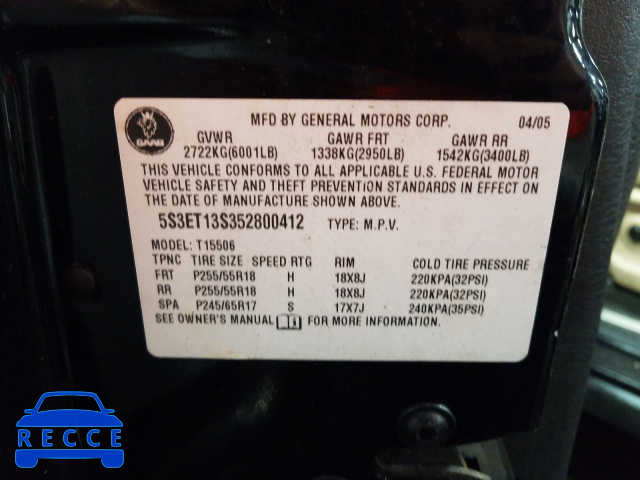 MFD BY GENERAL MOTORS CORP. 04/05
SAAB
GVWR GAWR FRT GAWR RR
2722KG(6001LB) 1338KG(2950LB) 1542KG(3400LB)
THIS VEHICLE CONFORMS TO ALL APPLICABLE U.S. FEDERAL MOTOR
VEHICLE SAFETY AND THEFT PREVENTION STANDARDS IN EFFECT ON
THE DATE OF MANUFACTURE SHOWN ABOVE.
5S3ET13S352800412 TYPE: M.P.V.
MODEL: T15506
TPNC TIRE SIZE SPEED RTG RIM COLD TIRE PRESSURE
FRT P255/55R18 H 18X8J 220KPA(32PSI)
RR P255/55R18 H 18X8J 220KPA(32PSI)
SPA P245/65R17 S 17X7J 240KPA(35PSI)
SEE OWNER'S MANUAL FOR MORE INFORMATION.
RECCE